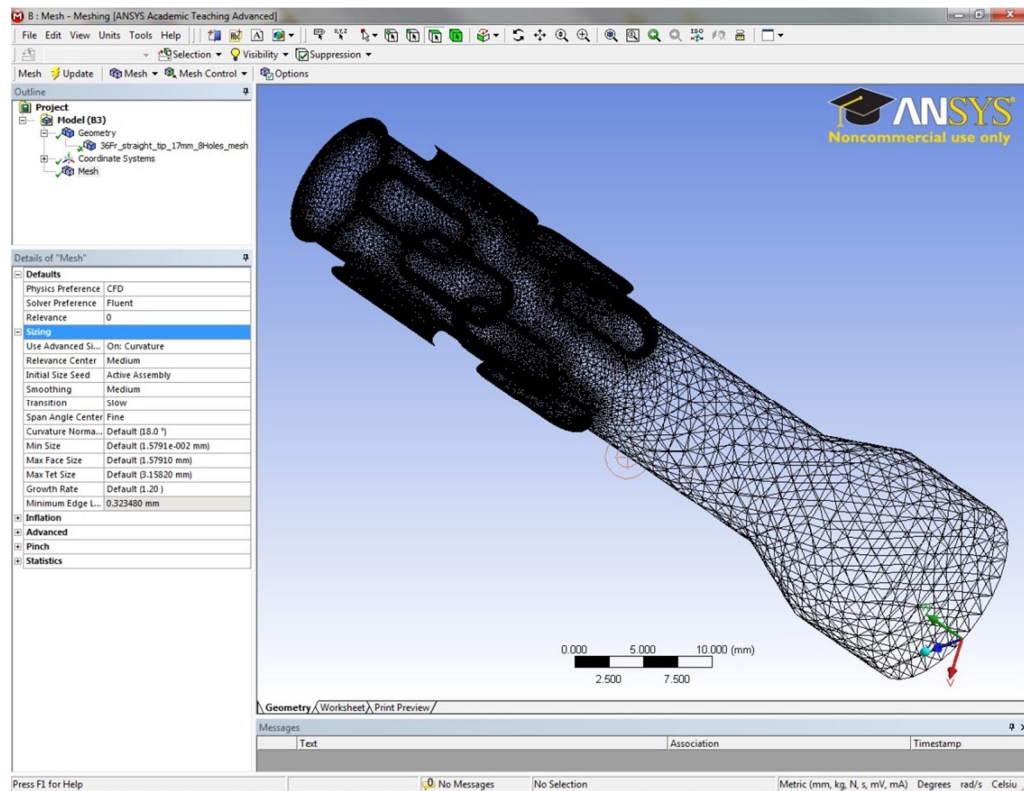 B : Mesh - Meshing [ANSYS Academic Teaching Advanced]
File Edit View Units Tools Help
Selection Visibility Suppression
Mesh Update Mesh Mesh Control Options
Outline
Project
Model (B3)
Geometry
36Fr_straight_tip_17mm_8Holes_mesh
Coordinate Systems
Mesh
Details of "Mesh"
Defaults
Physics Preference CFD
Solver Preference Fluent
Relevance 0
Sizing
Use Advanced Si... On: Curvature
Relevance Center Medium
Initial Size Seed Active Assembly
Smoothing Medium
Transition Slow
Span Angle Center Fine
Curvature Norma... Default (18.0 °)
Min Size Default (1.5791e-002 mm)
Max Face Size Default (1.57910 mm)
Max Tet Size Default (3.15820 mm)
Growth Rate Default (1.20 )
Minimum Edge L... 0.323480 mm
Inflation
Advanced
Pinch
Statistics
ANSYS
Noncommercial use only
0.000 5.000 10.000 (mm)
2.500 7.500
Geometry Worksheet Print Preview
Messages
Text Association Timestamp
Press F1 for Help 0 No Messages No Selection Metric (mm, kg, N, s, mV, mA) Degrees rad/s Celsiu